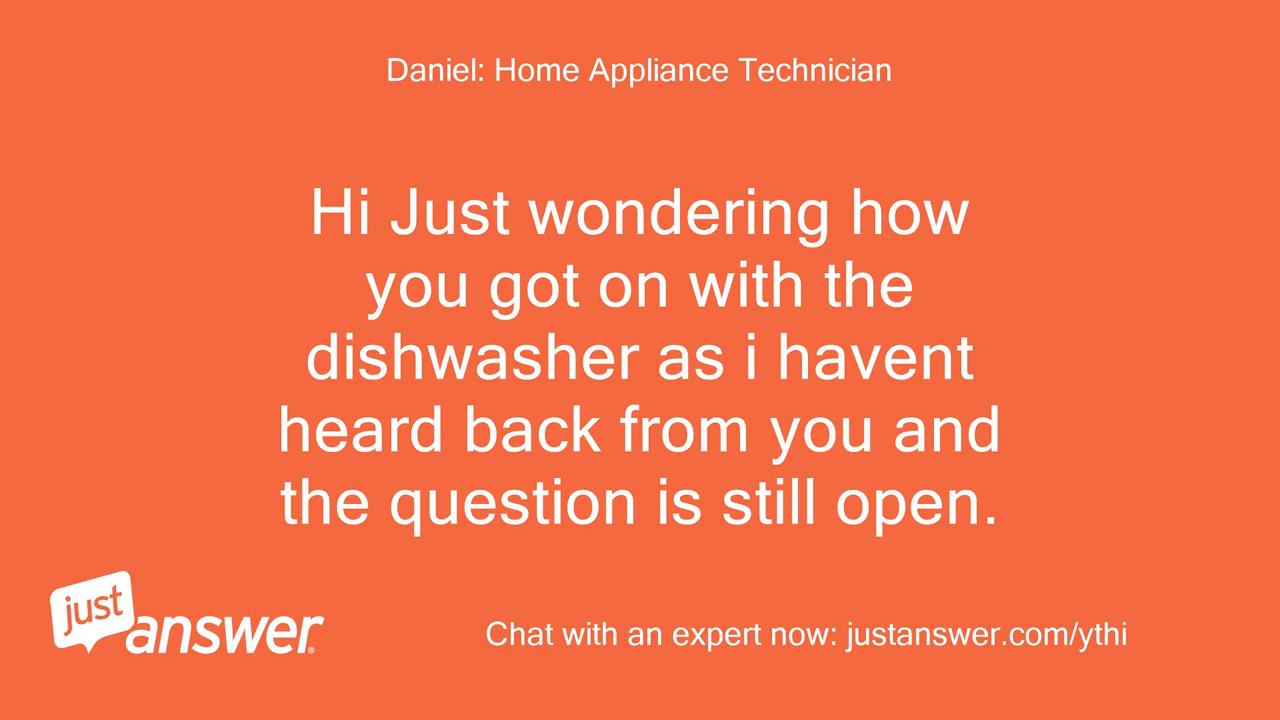 Daniel: Home Appliance Technician
Hi Just wondering how
you got on with the
dishwasher as i havent
heard back from you and
the question is still open.
just
answer®
Chat with an expert now: justanswer.com/ythi